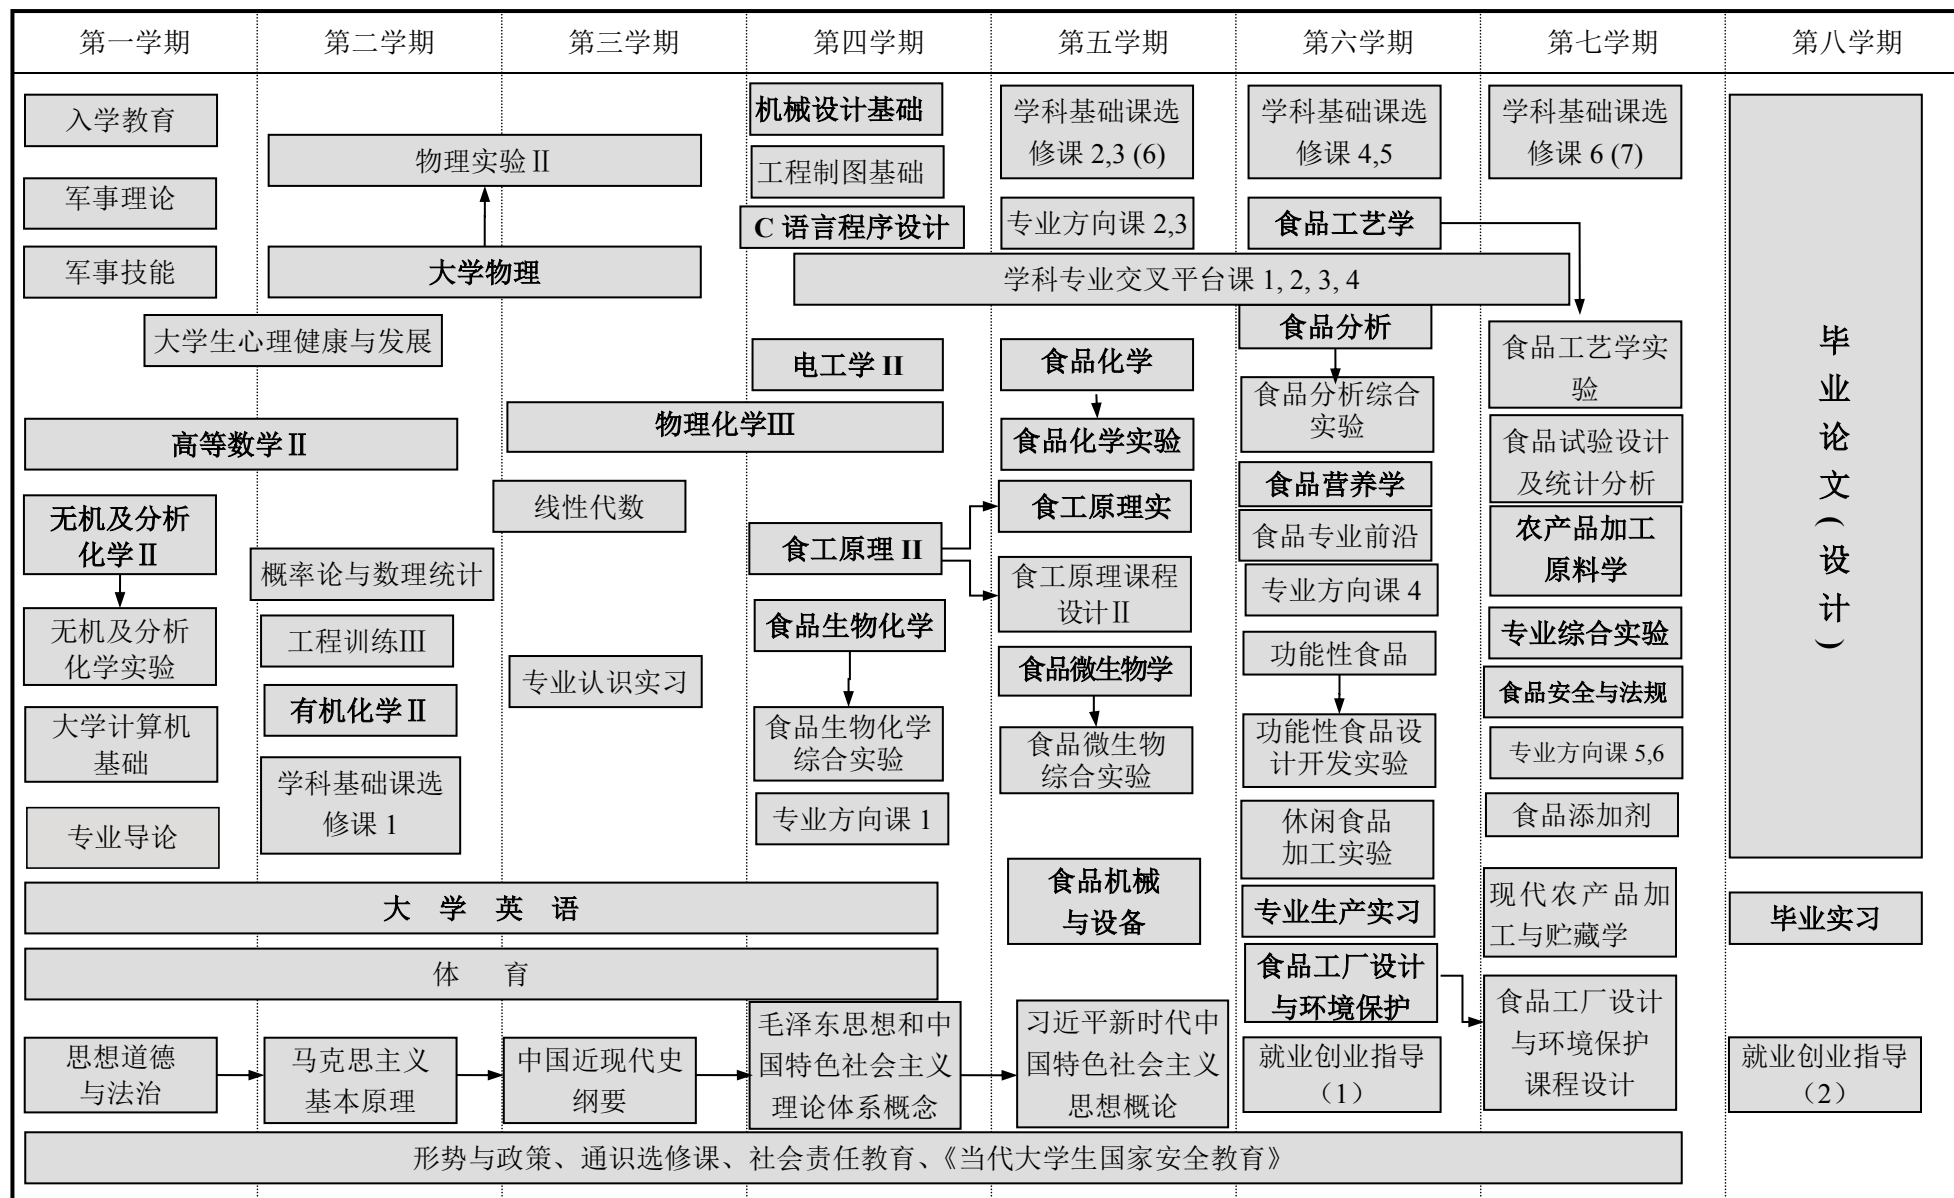 第一学期
第二学期
第三学期
第四学期
第五学期
第六学期
第七学期
第八学期
入学教育
军事理论
军事技能
大学生心理健康与发展
高等数学Ⅱ
无机及分析
化学Ⅱ
无机及分析
化学实验
大学计算机
基础
专业导论
大 学 英 语
体 育
思想道德
与法治
物理实验Ⅱ
大学物理
概率论与数理统计
工程训练Ⅲ
有机化学Ⅱ
学科基础课选
修课 1
马克思主义
基本原理
物理化学Ⅲ
线性代数
专业认识实习
中国近现代史
纲要
机械设计基础
工程制图基础
C 语言程序设计
学科专业交叉平台课 1, 2, 3, 4
电工学 II
食工原理 II
食品生物化学
食品生物化学
综合实验
专业方向课 1
毛泽东思想和中
国特色社会主义
理论体系概念
学科基础课选
修课 2,3 (6)
专业方向课 2,3
食品化学
食品化学实验
食工原理实
食工原理课程
设计Ⅱ
食品微生物学
食品微生物
综合实验
食品机械
与设备
习近平新时代中
国特色社会主义
思想概论
学科基础课选
修课 4,5
食品工艺学
食品分析
食品分析综合
实验
食品营养学
食品专业前沿
专业方向课 4
功能性食品
功能性食品设
计开发实验
休闲食品
加工实验
专业生产实习
食品工厂设计
与环境保护
就业创业指导
（1）
学科基础课选
修课 6 (7)
食品工艺学实
验
食品试验设计
及统计分析
农产品加工
原料学
专业综合实验
食品安全与法规
专业方向课 5,6
食品添加剂
现代农产品加
工与贮藏学
食品工厂设计
与环境保护
课程设计
毕业论文(设计)
毕业实习
就业创业指导
（2）
形势与政策、通识选修课、社会责任教育、《当代大学生国家安全教育》